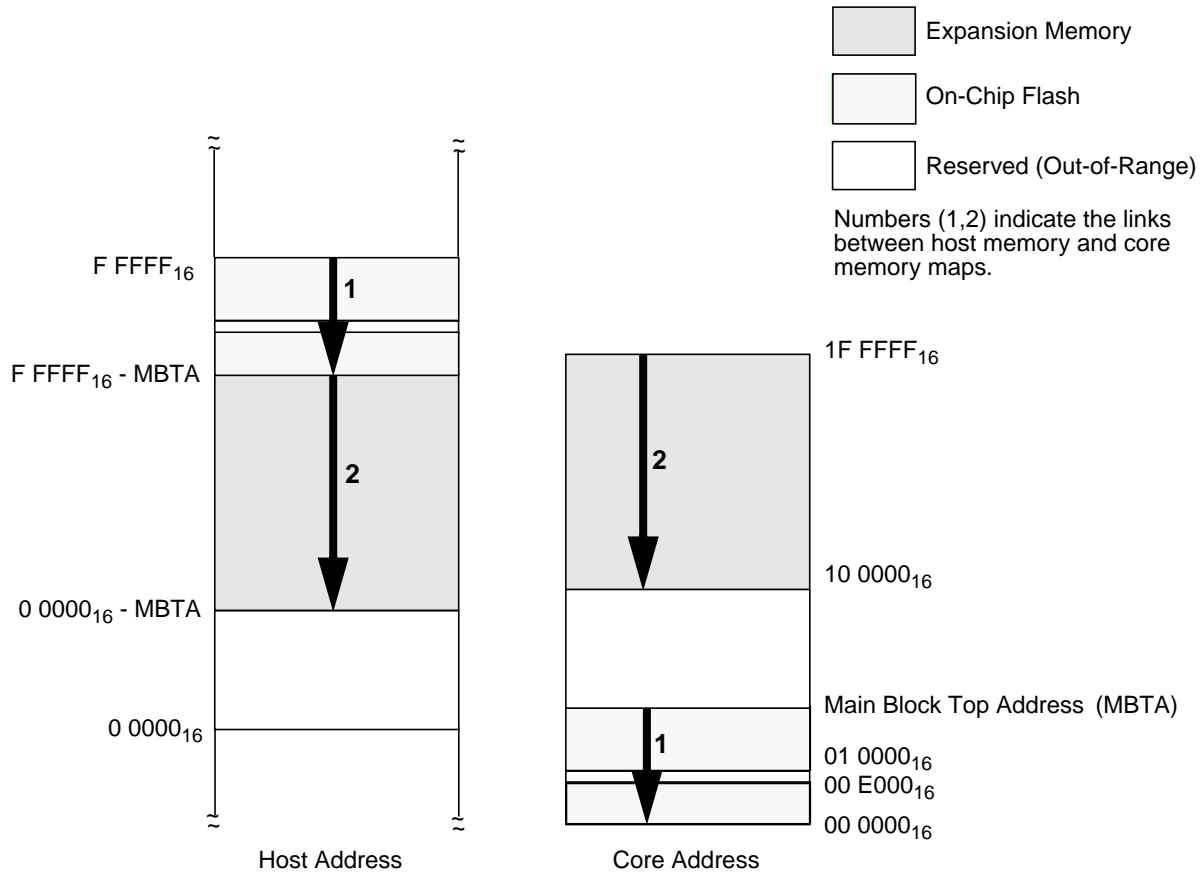 Expansion Memory
On-Chip Flash
Reserved (Out-of-Range)
Numbers (1,2) indicate the links
between host memory and core
memory maps.
≈ ≈
F FFFF₁₆
1
F FFFF₁₆ - MBTA
2
0 0000₁₆ - MBTA
0 0000₁₆
≈ ≈
Host Address
1F FFFF₁₆
2
10 0000₁₆
Main Block Top Address (MBTA)
1
01 0000₁₆
00 E000₁₆
00 0000₁₆
Core Address